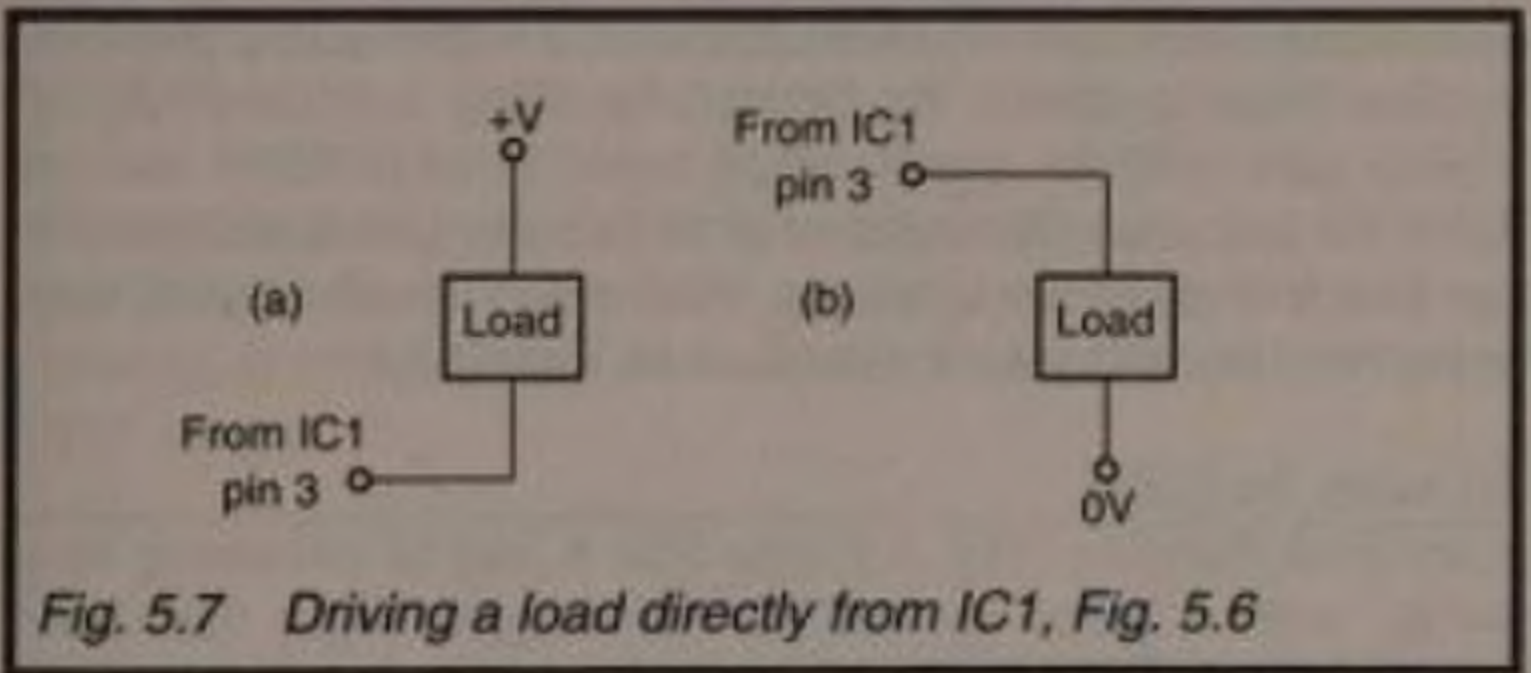 +V
From IC1
pin 3
(a)
Load
(b)
Load
From IC1
pin 3
0V
Fig. 5.7 Driving a load directly from IC1, Fig. 5.6